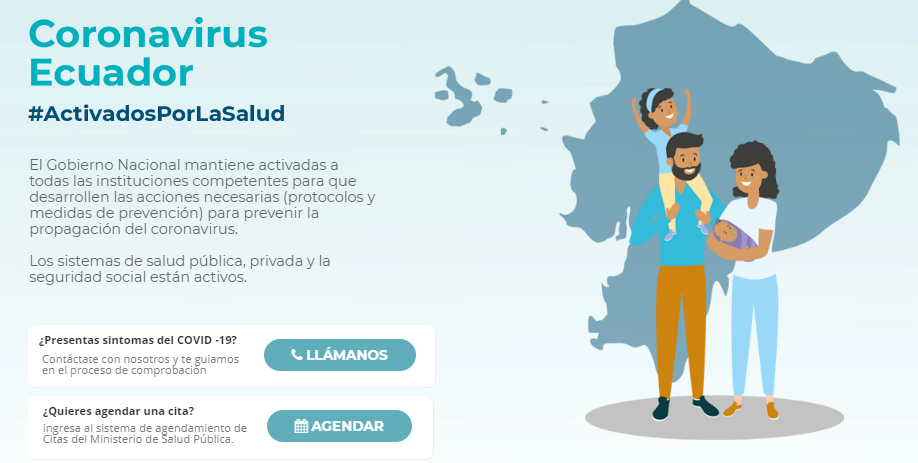 Coronavirus
Ecuador
#ActivadosPorLaSalud
El Gobierno Nacional mantiene activadas a
todas las instituciones competentes para que
desarrollen las acciones necesarias (protocolos y
medidas de prevención) para prevenir la
propagación del coronavirus.
Los sistemas de salud pública, privada y la
seguridad social están activos.
¿Presentas sintomas del COVID -19?
Contáctate con nosotros y te guiamos
en el proceso de comprobación
LLÁMANOS
¿Quieres agendar una cita?
ingresa al sistema de agendamiento de
Citas del Ministerio de Salud Pública.
AGENDAR